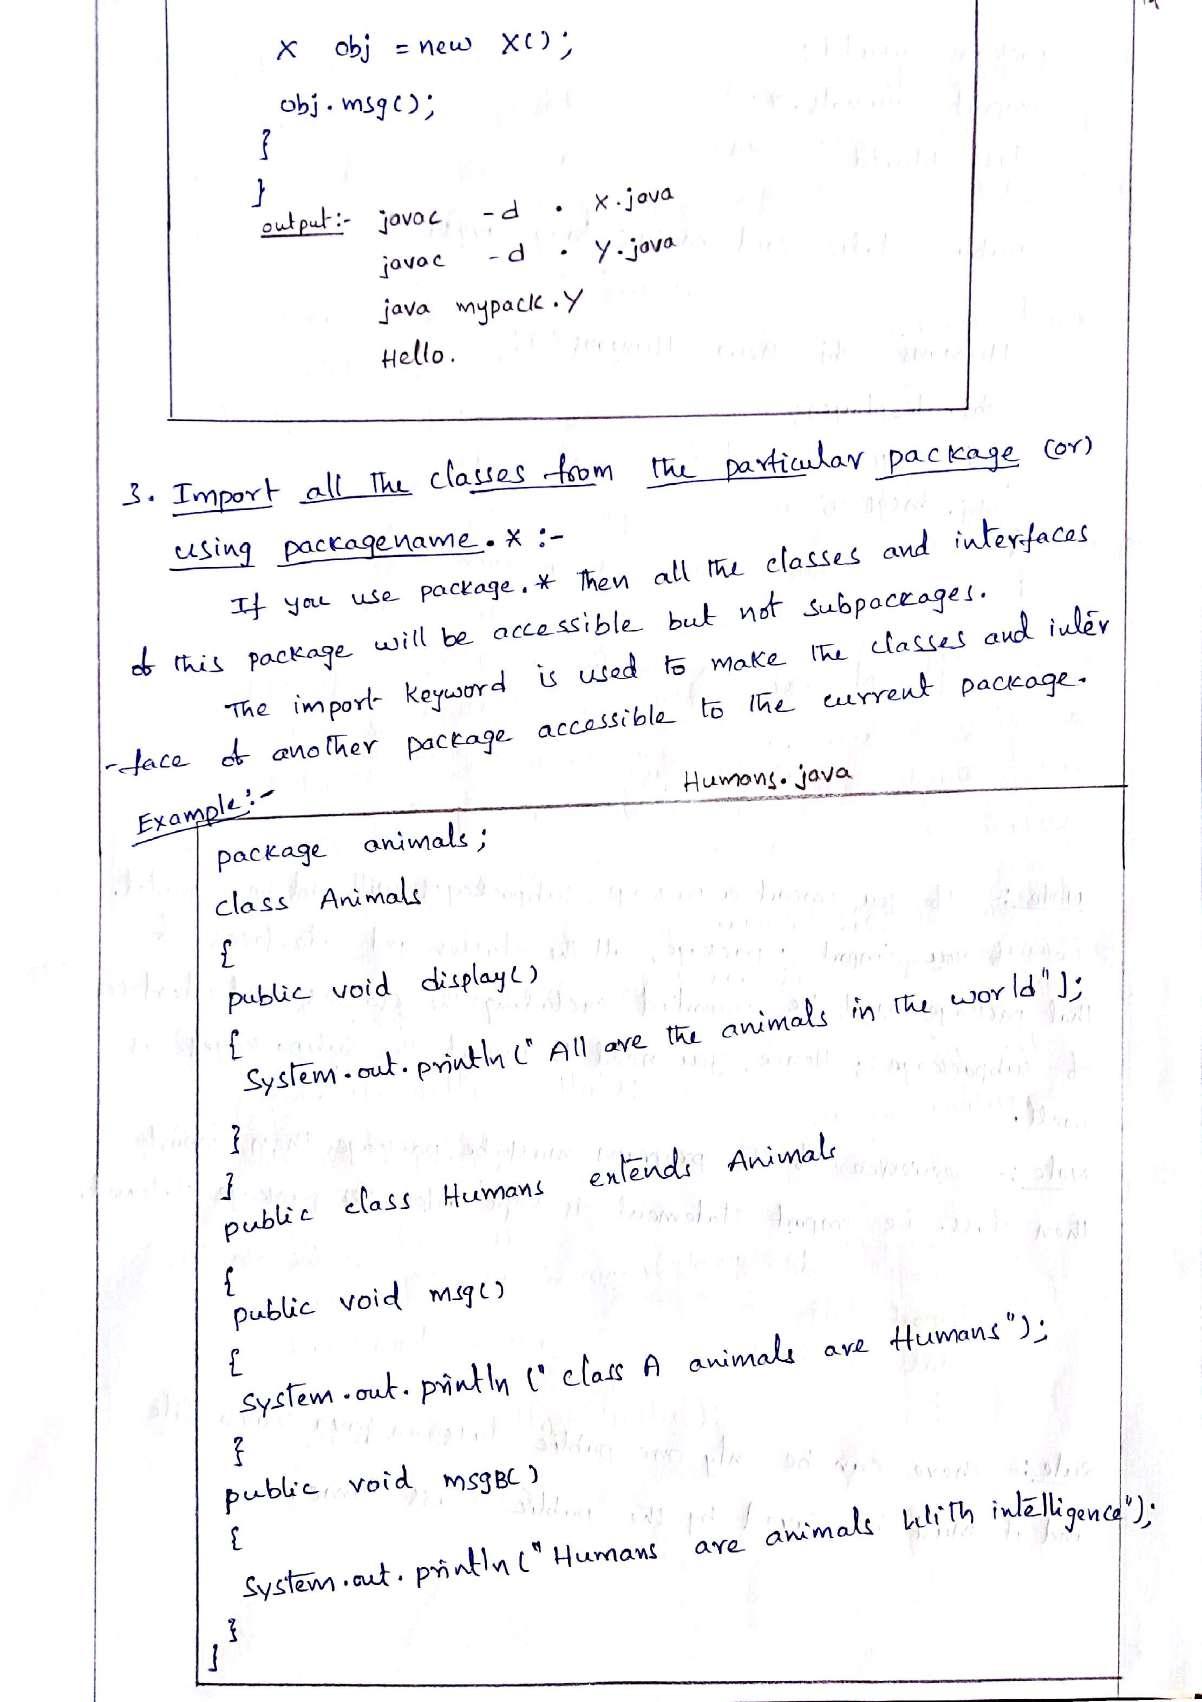 X obj = new X();
obj.msg();
}
}
output:- javac -d . X.java
javac -d . Y.java
java mypack.Y
Hello.
3. Import all the classes from the particular package (or)
using packagename.* :-
If you use package.* then all the classes and interfaces
of this package will be accessible but not subpackages.
The import keyword is used to make the classes and inter
-face of another package accessible to the current package.
Humans.java
Example:-
package animals;
class Animals
{
public void display()
{
System.out.println(" All are the animals in the world");
}
}
public class Humans extends Animals
{
public void msg()
{
System.out.println (" class A animals are Humans");
}
public void msgB()
{
System.out.println(" Humans are animals with intelligence");
}
}